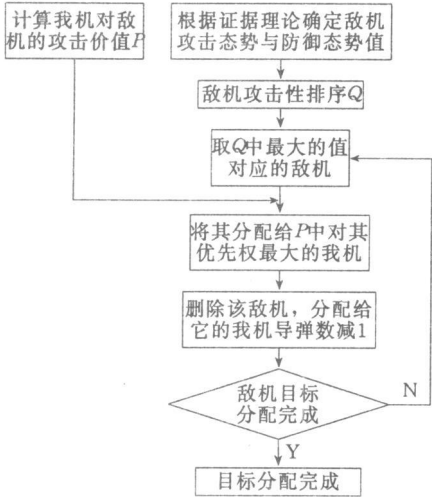 计算我机对敌
机的攻击价值P
根据证据理论确定敌机
攻击态势与防御态势值
敌机攻击性排序Q
取Q中最大的值
对应的敌机
将其分配给P中对其
优先权最大的我机
删除该敌机，分配给
它的我机导弹数减1
敌机目标
分配完成
N
Y
目标分配完成